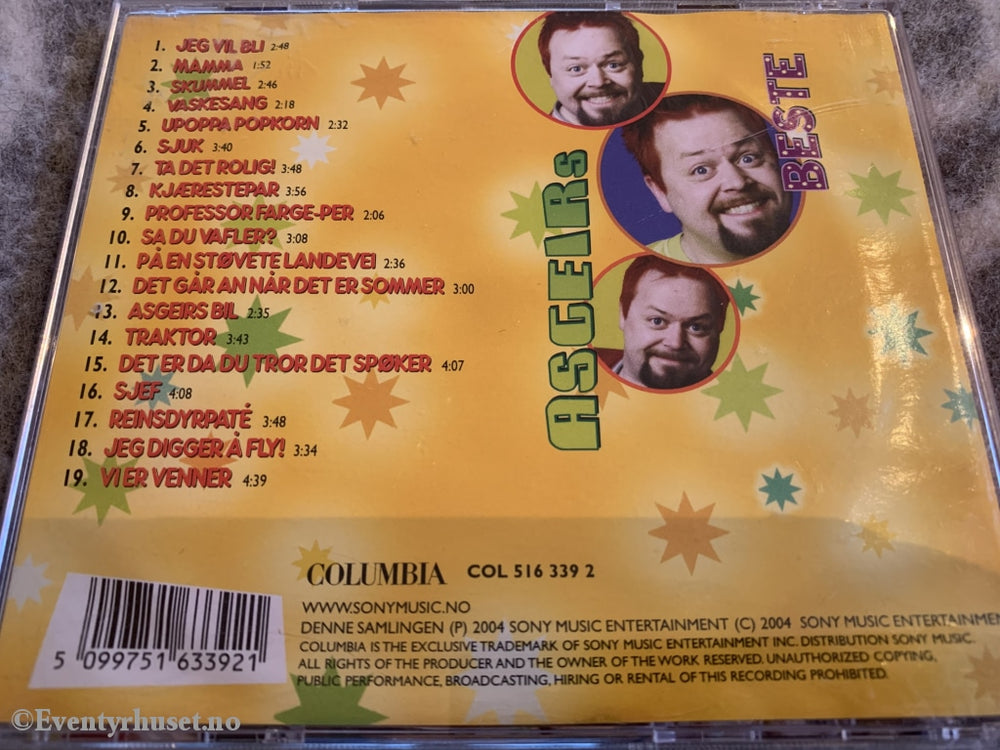 1. JEG VIL BLI 2:48
2. MAMMA 1:52
3. SKUMMEL 2:46
4. VASKESANG 2:18
5. UPOPPA POPKORN 2:32
6. SJUK 3:40
7. TA DET ROLIG! 3:48
8. KJÆRESTEPAR 3:56
9. PROFESSOR FARGE-PER 2:06
10. SA DU VAFLER? 3:08
11. PÅ EN STØVETE LANDEVEI 2:36
12. DET GÅR AN NÅR DET ER SOMMER 3:00
13. ASGEIRS BIL 2:35
14. TRAKTOR 3:43
15. DET ER DA DU TROR DET SPØKER 4:07
16. SJEF 4:08
17. REINSDYRPATÉ 3:48
18. JEG DIGGER Å FLY! 3:34
19. VI ER VENNER 4:39
ASGEIRs
BESTE
COLUMBIA COL 516 339 2
WWW.SONYMUSIC.NO
DENNE SAMLINGEN (P) 2004 SONY MUSIC ENTERTAINMENT (C) 2004 SONY MUSIC ENTERTAINMEN
COLUMBIA IS THE EXCLUSIVE TRADEMARK OF SONY MUSIC ENTERTAINMENT INC. DISTRIBUTION SONY MUSIC.
ALL RIGHTS OF THE PRODUCER AND THE OWNER OF THE WORK RESERVED. UNAUTHORIZED COPYING,
PUBLIC PERFORMANCE, BROADCASTING, HIRING OR RENTAL OF THIS RECORDING PROHIBITED.
5 099751 633921
©Eventyrhuset.no